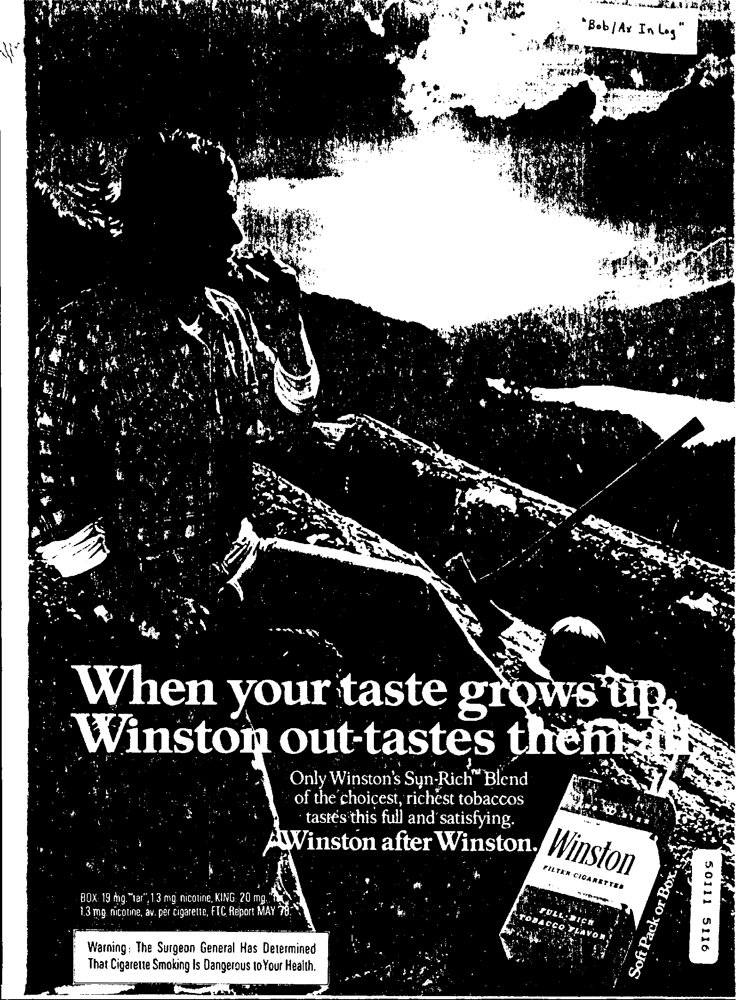 "Bob/Ax In Log"
When your taste grows up,
Winston out-tastes them all.
Only Winston's Sun-Rich™ Blend
of the choicest, richest tobaccos
tastes this full and satisfying.
Winston after Winston.
Winston
FILTER CIGARETTES
FULL-RICH
TOBACCO FLAVOR
Soft Pack or Box.
BOX 19 mg. "tar", 1.3 mg. nicotine, KING 20 mg. "tar",
1.3 mg. nicotine, av. per cigarette, FTC Report MAY '78.
Warning: The Surgeon General Has Determined
That Cigarette Smoking Is Dangerous to Your Health.
50111 5116